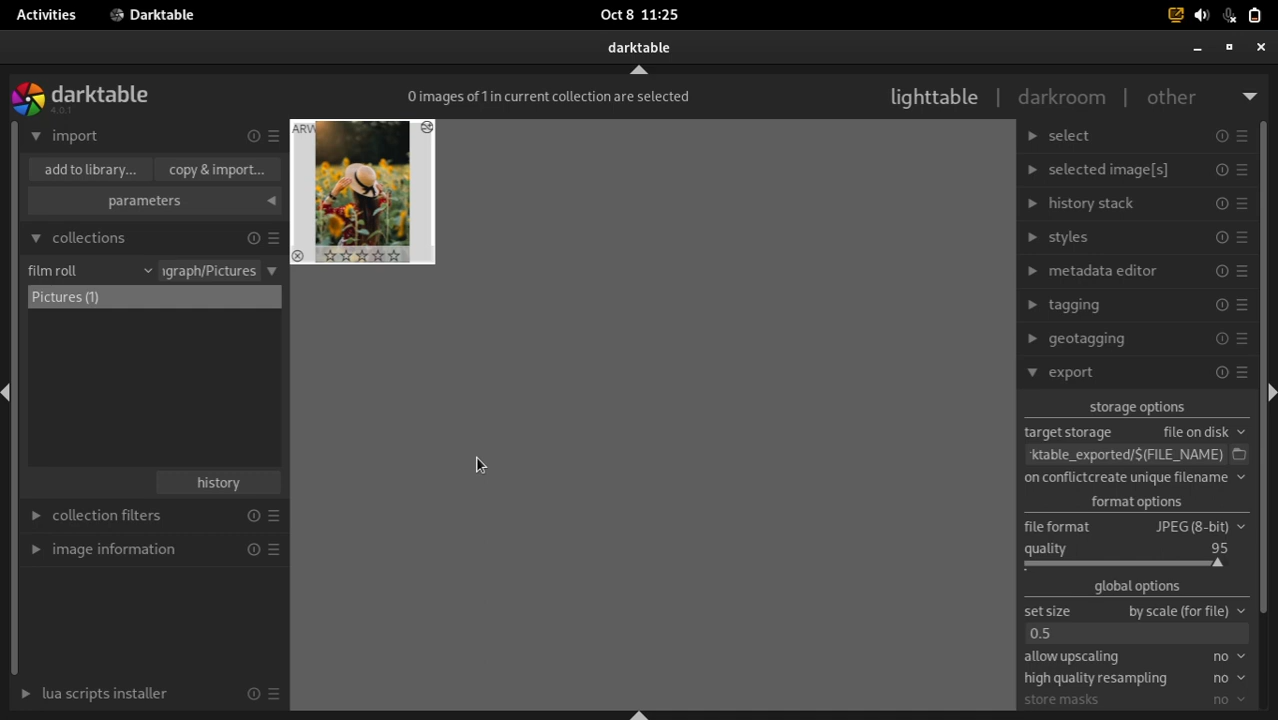 Activities Darktable Oct 8 11:25
darktable
darktable
4.0.1
0 images of 1 in current collection are selected
lighttable | darkroom | other
import
add to library... copy & import...
parameters
collections
film roll ıgraph/Pictures
Pictures (1)
history
collection filters
image information
lua scripts installer
ARW
select
selected image[s]
history stack
styles
metadata editor
tagging
geotagging
export
storage options
target storage file on disk
ktable_exported/$(FILE_NAME)
on conflict create unique filename
format options
file format JPEG (8-bit)
quality 95
global options
set size by scale (for file)
0.5
allow upscaling no
high quality resampling no
store masks no